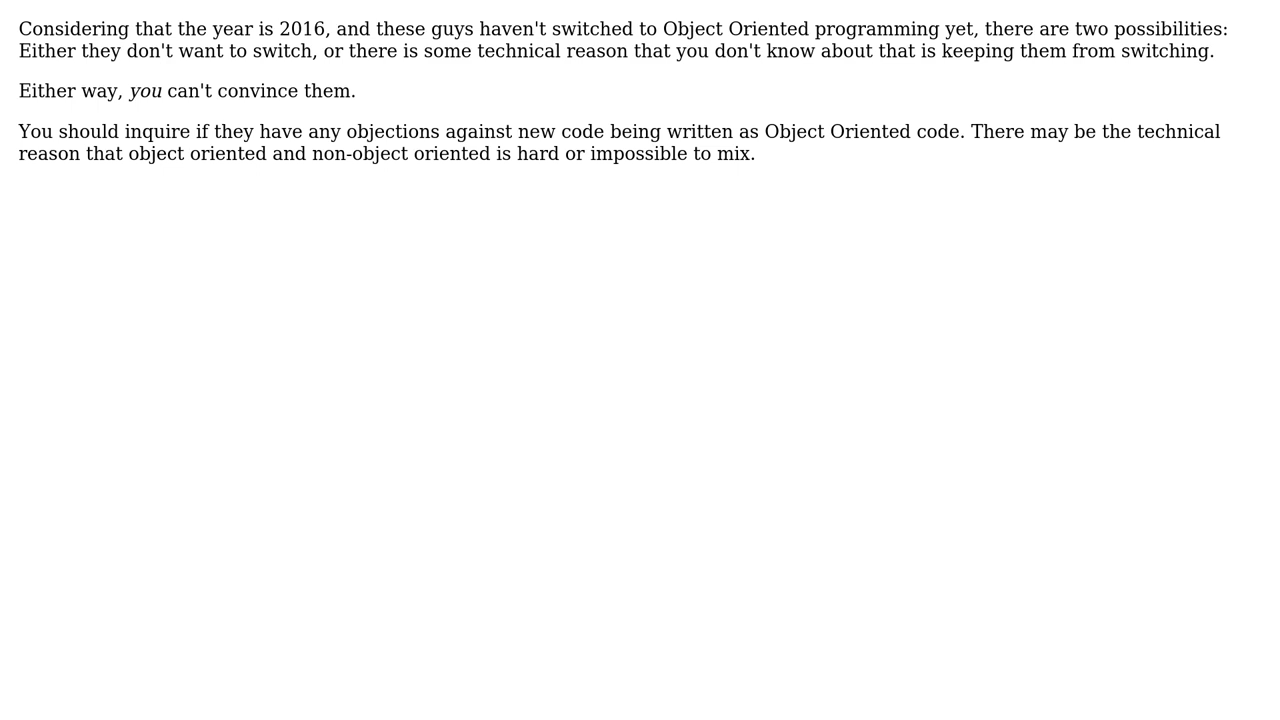 Considering that the year is 2016, and these guys haven't switched to Object Oriented programming yet, there are two possibilities:
Either they don't want to switch, or there is some technical reason that you don't know about that is keeping them from switching.
Either way, you can't convince them.
You should inquire if they have any objections against new code being written as Object Oriented code. There may be the technical
reason that object oriented and non-object oriented is hard or impossible to mix.